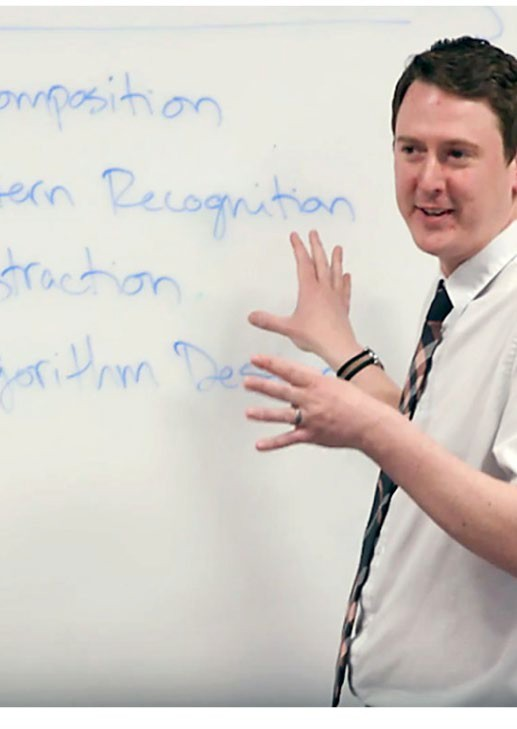 omposition
tern Recognition
straction
gorithm Des